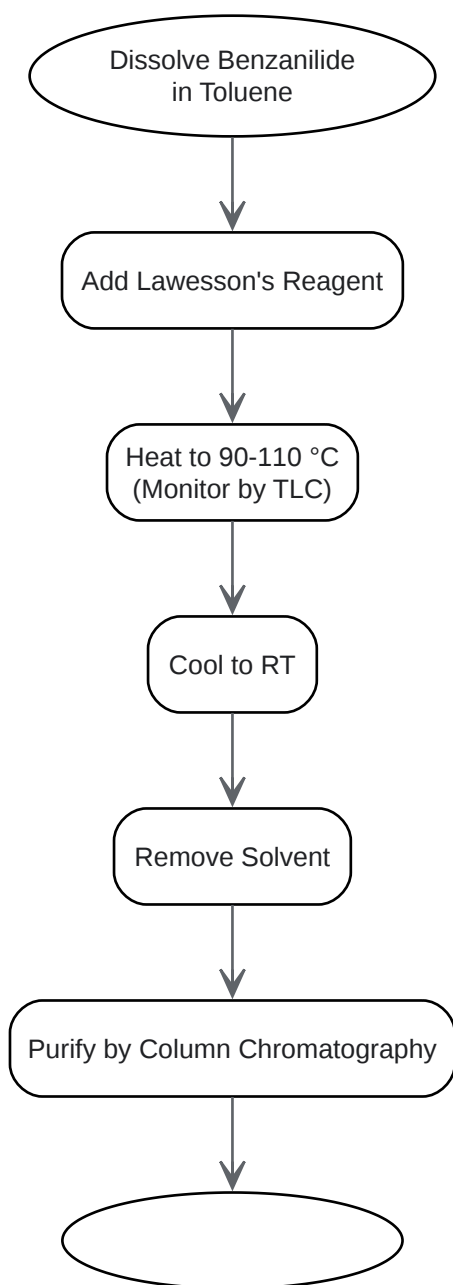 Dissolve Benzanilide
in Toluene
Add Lawesson's Reagent
Heat to 90-110 °C
(Monitor by TLC)
Cool to RT
Remove Solvent
Purify by Column Chromatography